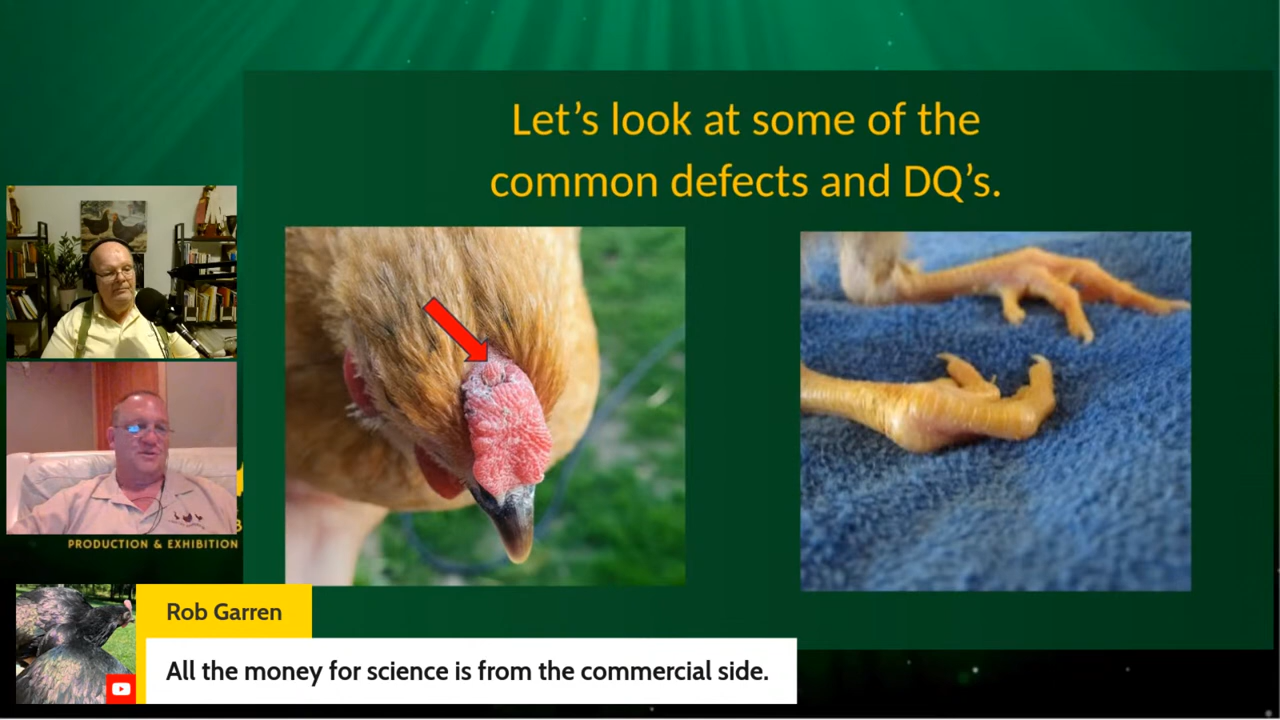 Let’s look at some of the
common defects and DQ’s.
PRODUCTION & EXHIBITION
Rob Garren
All the money for science is from the commercial side.